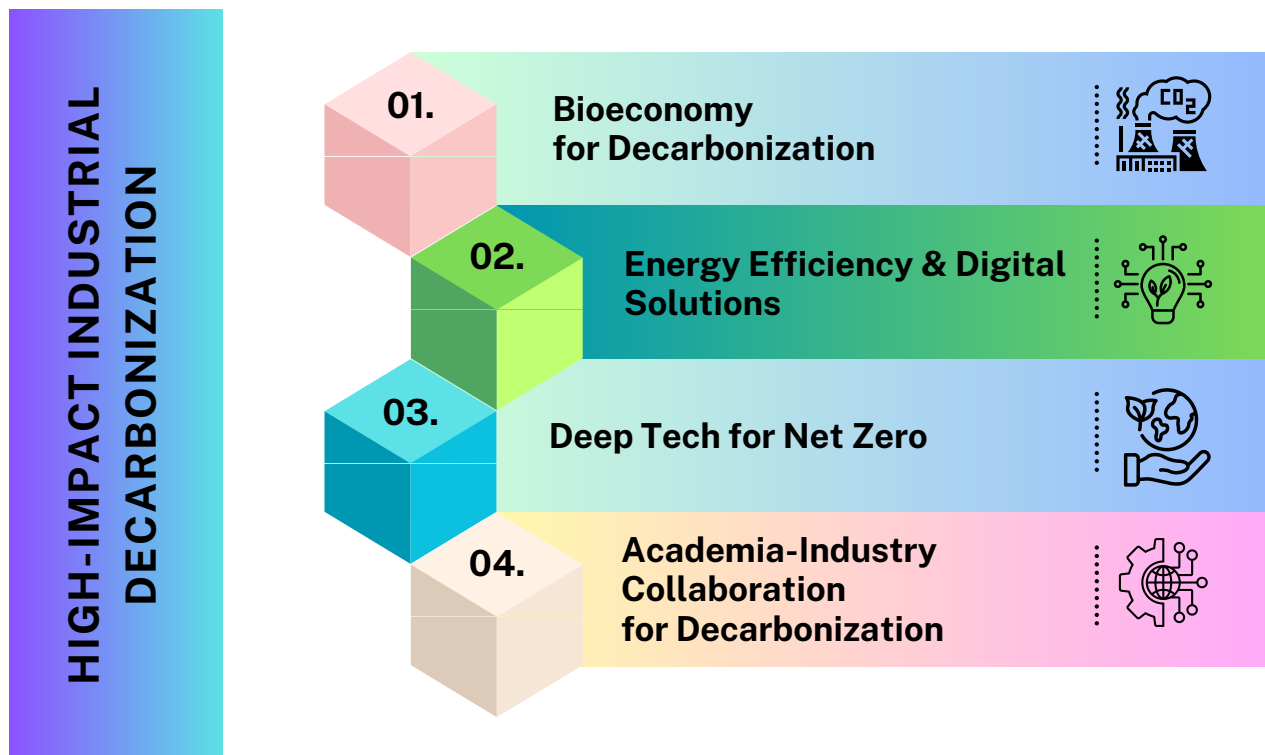 HIGH-IMPACT INDUSTRIAL
DECARBONIZATION
01.
Bioeconomy
for Decarbonization
CO2
02.
Energy Efficiency & Digital
Solutions
03.
Deep Tech for Net Zero
04.
Academia-Industry
Collaboration
for Decarbonization